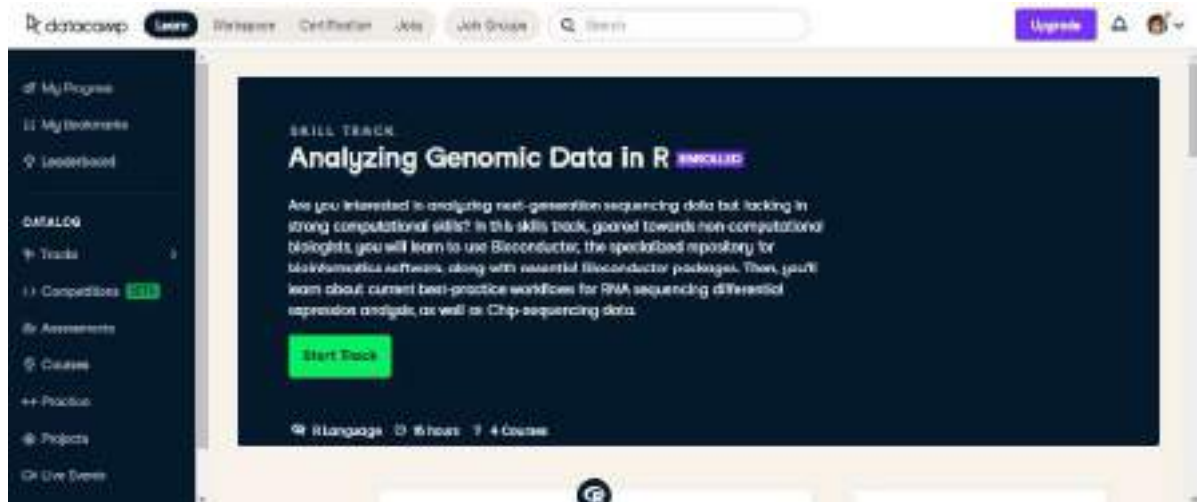 datacamp
Learn
Workspace
Certification
Jobs
Join Groups
Search
Upgrade
My Progress
My Bookmarks
Leaderboard
CATALOG
Tracks
Competitions BETA
Assessments
Courses
Practice
Projects
Live Events
SKILL TRACK
Analyzing Genomic Data in R ENROLLED
Are you interested in analyzing next-generation sequencing data but lacking in
strong computational skills? In this skills track, geared towards non-computational
biologists, you will learn to use Bioconductor, the specialized repository for
bioinformatics software, along with essential Bioconductor packages. Then, you'll
learn about current best-practice workflows for RNA sequencing differential
expression analysis, as well as Chip-sequencing data.
Start Track
R Language
hours
4 Courses